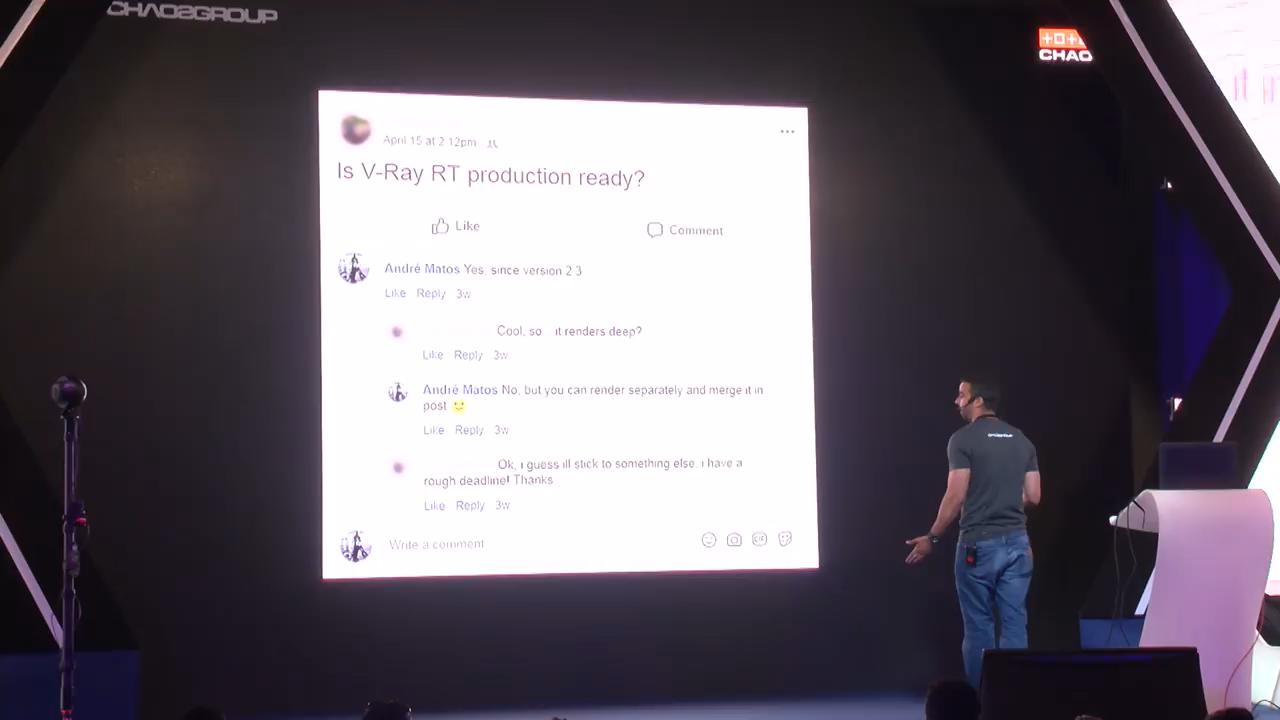 CHAOSGROUP
CHAO
April 15 at 2:12pm
Is V-Ray RT production ready?
Like Comment
André Matos Yes, since version 2.3
Like Reply 3w
Cool, so it renders deep?
Like Reply 3w
André Matos No, but you can render separately and merge it in
post
Like Reply 3w
Ok, i guess ill stick to something else, i have a
rough deadline! Thanks
Like Reply 3w
Write a comment
GIF